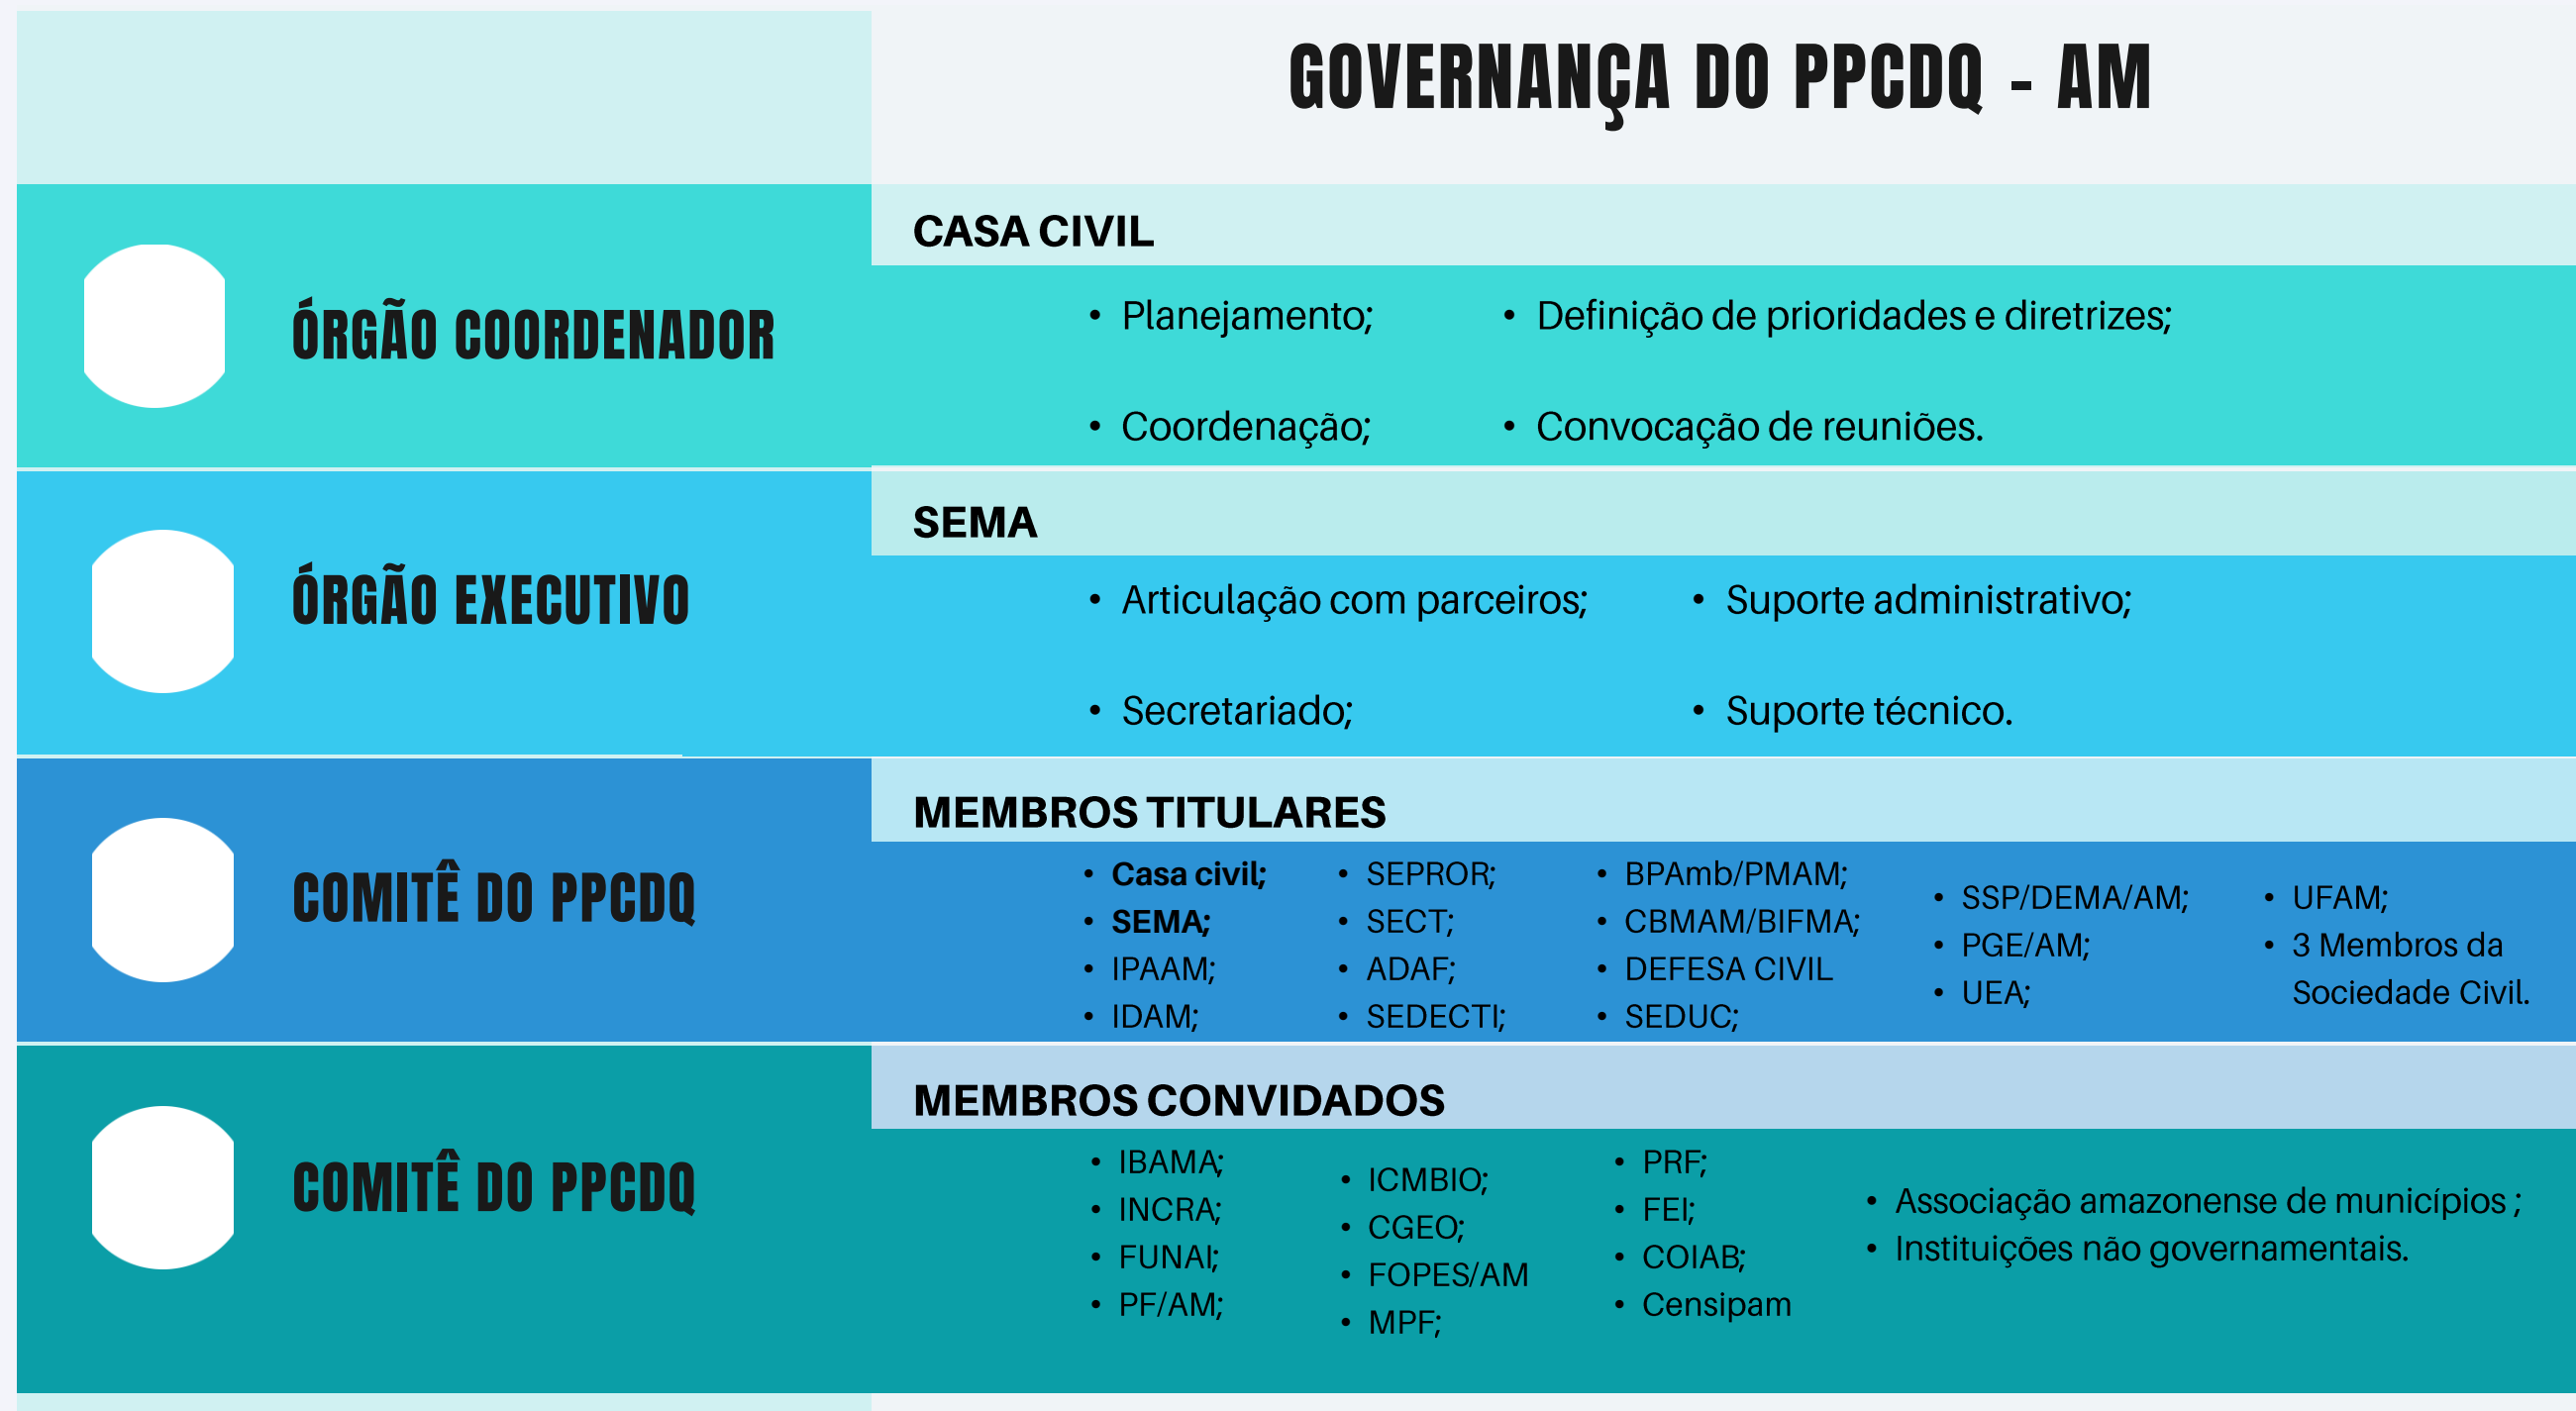 GOVERNANÇA DO PPCDQ - AM
ÓRGÃO COORDENADOR
CASA CIVIL
• Planejamento;
• Coordenação;
• Definição de prioridades e diretrizes;
• Convocação de reuniões.
ÓRGÃO EXECUTIVO
SEMA
• Articulação com parceiros;
• Secretariado;
• Suporte administrativo;
• Suporte técnico.
COMITÊ DO PPCDQ
MEMBROS TITULARES
• Casa civil;
• SEMA;
• IPAAM;
• IDAM;
• SEPROR;
• SECT;
• ADAF;
• SEDECTI;
• BPAmb/PMAM;
• CBMAM/BIFMA;
• DEFESA CIVIL
• SEDUC;
• SSP/DEMA/AM;
• PGE/AM;
• UEA;
• UFAM;
• 3 Membros da
Sociedade Civil.
COMITÊ DO PPCDQ
MEMBROS CONVIDADOS
• IBAMA;
• INCRA;
• FUNAI;
• PF/AM;
• ICMBIO;
• CGEO;
• FOPES/AM
• MPF;
• PRF;
• FEI;
• COIAB;
• Censipam
• Associação amazonense de municípios ;
• Instituições não governamentais.